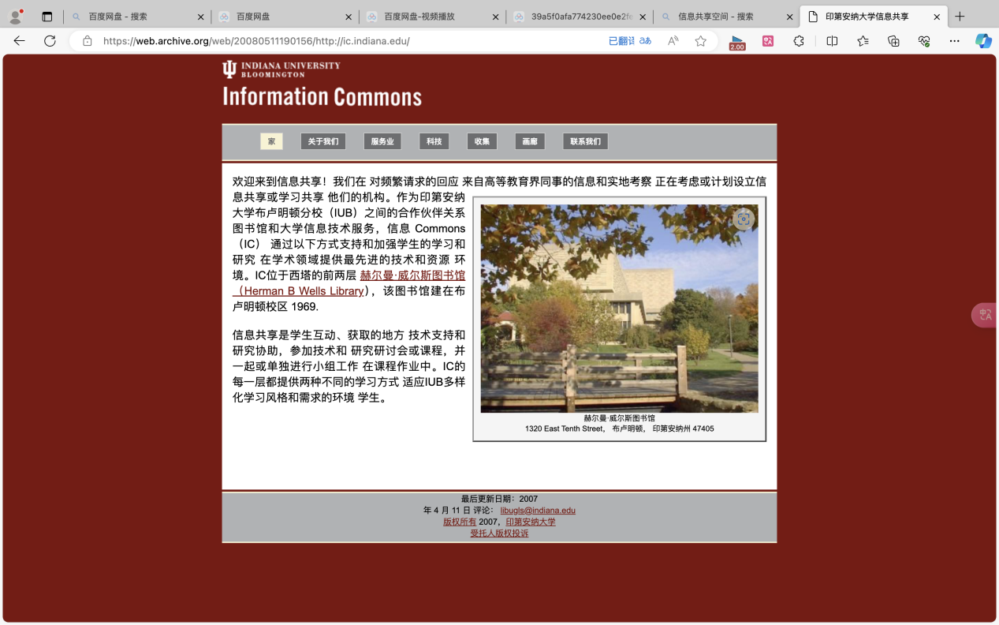 百度网盘 - 搜索
百度网盘
百度网盘-视频播放
39a5f0afa774230ee0e2fe
信息共享空间 - 搜索
印第安纳大学信息共享
https://web.archive.org/web/20080511190156/http://ic.indiana.edu/
已翻译
2.00
INDIANA UNIVERSITY
BLOOMINGTON
Information Commons
家 关于我们 服务业 科技 收集 画廊 联系我们
欢迎来到信息共享！我们在 对频繁请求的回应 来自高等教育界同事的信息和实地考察 正在考虑或计划设立信
息共享或学习共享 他们的机构。作为印第安纳
大学布卢明顿分校（IUB）之间的合作伙伴关系
图书馆和大学信息技术服务，信息 Commons
（IC） 通过以下方式支持和加强学生的学习和
研究 在学术领域提供最先进的技术和资源 环
境。IC位于西塔的前两层 赫尔曼·威尔斯图书馆
（Herman B Wells Library），该图书馆建在布
卢明顿校区 1969.
信息共享是学生互动、获取的地方 技术支持和
研究协助，参加技术和 研究研讨会或课程，并
一起或单独进行小组工作 在课程作业中。IC的
每一层都提供两种不同的学习方式 适应IUB多样
化学习风格和需求的环境 学生。
赫尔曼·威尔斯图书馆
1320 East Tenth Street， 布卢明顿， 印第安纳州 47405
最后更新日期：2007
年 4 月 11 日 评论： libugls@indiana.edu
版权所有 2007，印第安纳大学
受托人版权投诉